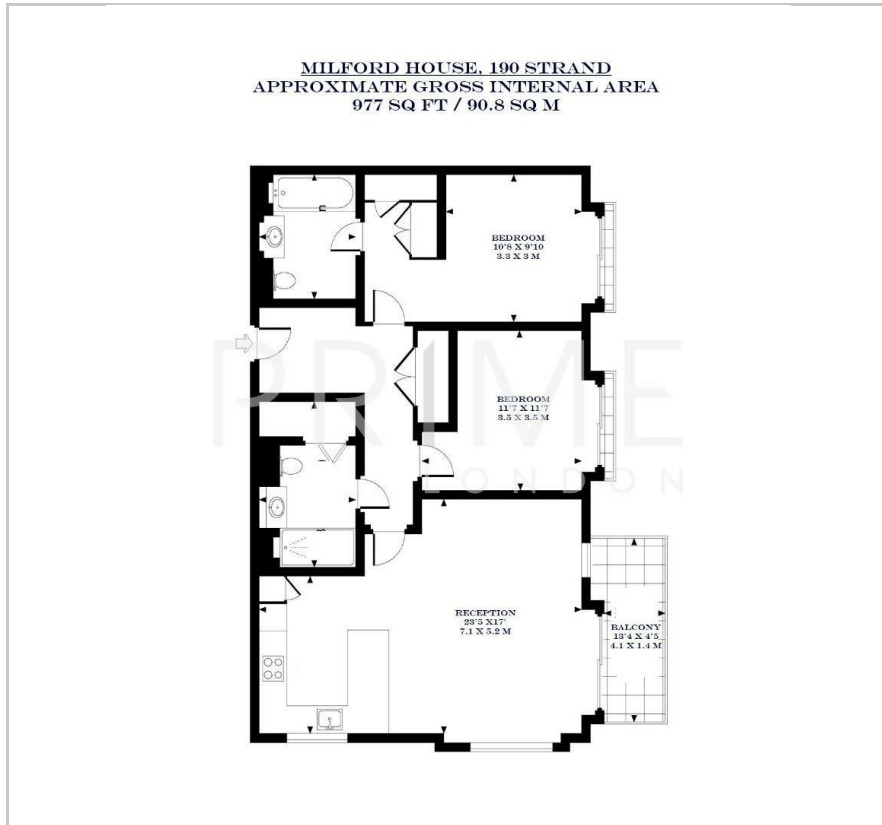 MILFORD HOUSE, 190 STRAND
APPROXIMATE GROSS INTERNAL AREA
977 SQ FT / 90.8 SQ M
BEDROOM
10'8 X 9'10
3.3 X 3 M
PRIME
LONDON
BEDROOM
11'7 X 11'7
3.5 X 3.5 M
RECEPTION
23'5 X17'
7.1 X 5.2 M
BALCONY
13'4 X 4'5
4.1 X 1.4 M